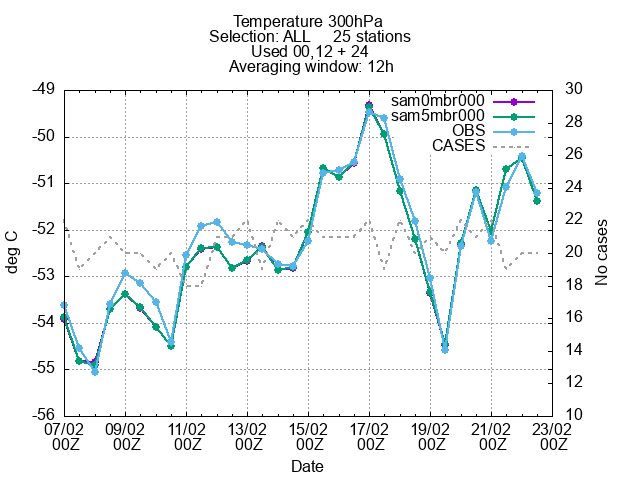 Temperature 300hPa
Selection: ALL 25 stations
Used 00,12 + 24
Averaging window: 12h
sam0mbr000
sam5mbr000
OBS
CASES
-49
-50
-51
-52
-53
-54
-55
-56
deg C
30
28
26
24
22
20
18
16
14
12
10
No cases
07/02 09/02 11/02 13/02 15/02 17/02 19/02 21/02 23/02
00Z 00Z 00Z 00Z 00Z 00Z 00Z 00Z 00Z
Date